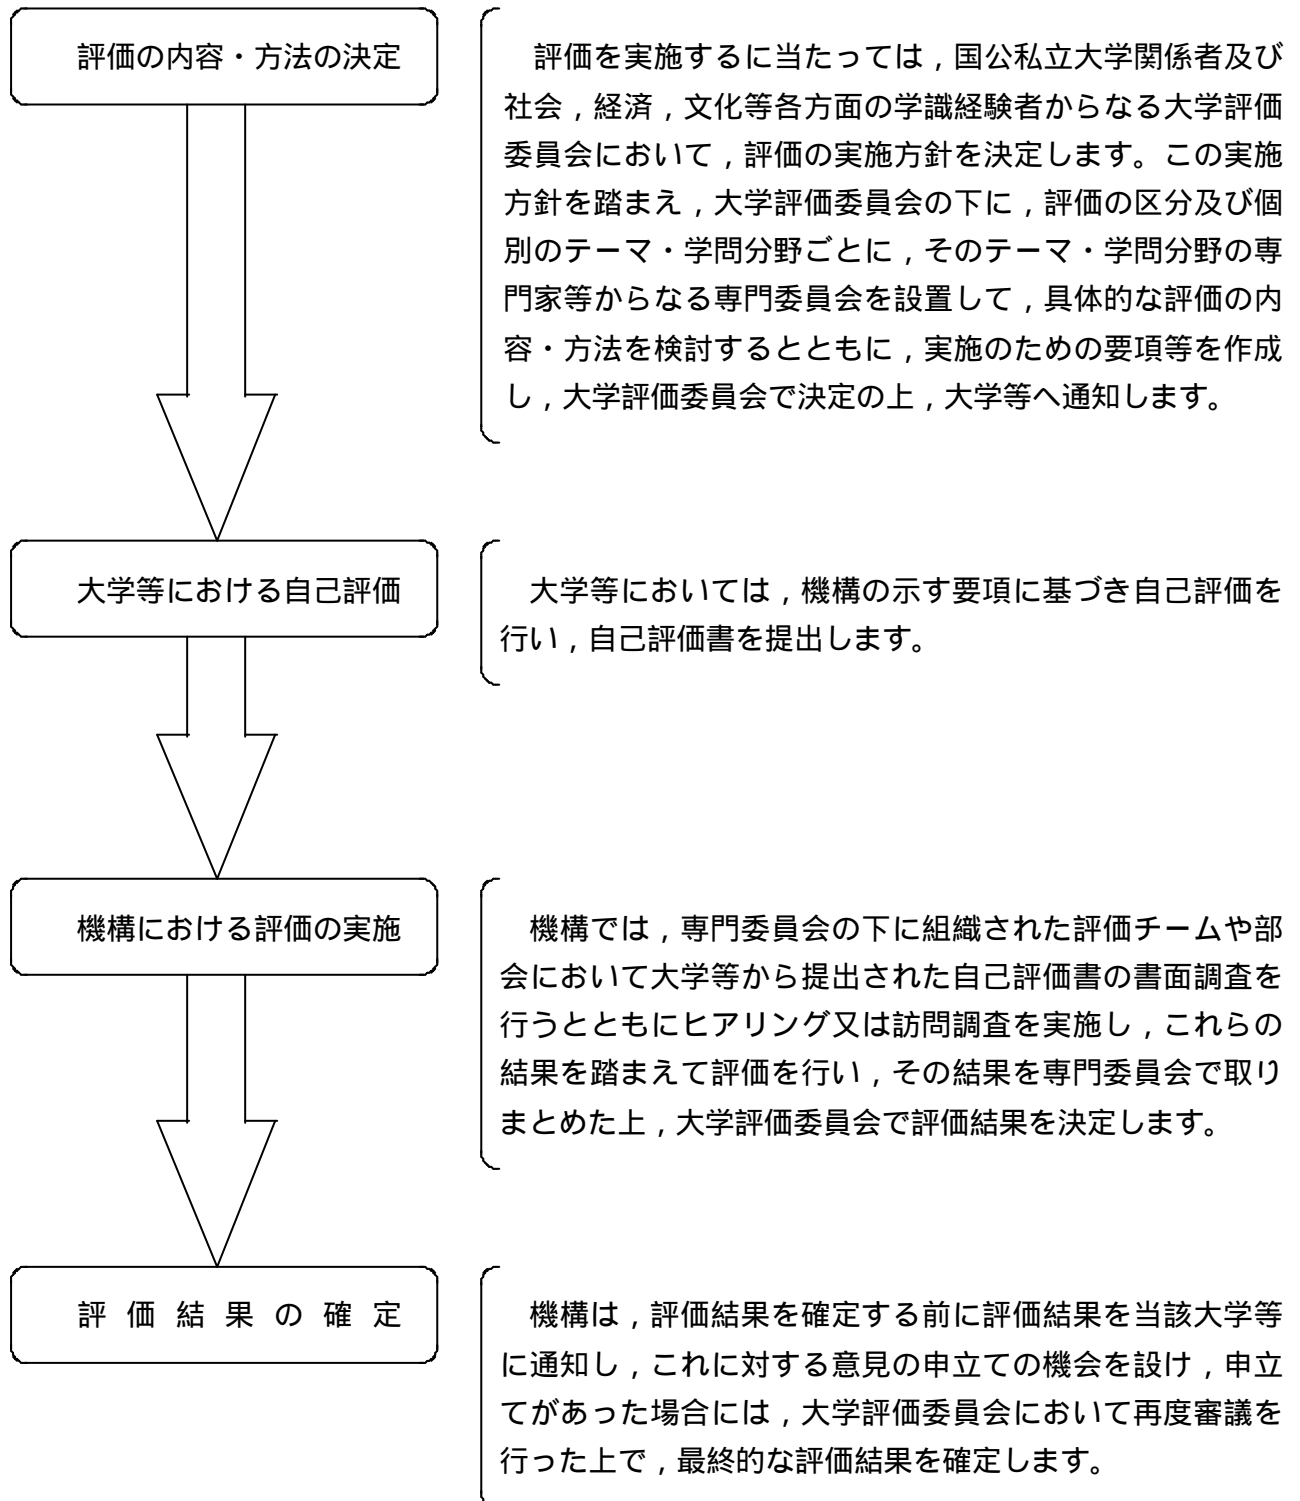 評価の内容・方法の決定
評価を実施するに当たっては,国公私立大学関係者及び
社会,経済,文化等各方面の学識経験者からなる大学評価
委員会において,評価の実施方針を決定します。この実施
方針を踏まえ,大学評価委員会の下に,評価の区分及び個
別のテーマ・学問分野ごとに,そのテーマ・学問分野の専
門家等からなる専門委員会を設置して,具体的な評価の内
容・方法を検討するとともに,実施のための要項等を作成
し,大学評価委員会で決定の上,大学等へ通知します。
大学等における自己評価
大学等においては,機構の示す要項に基づき自己評価を
行い,自己評価書を提出します。
機構における評価の実施
機構では,専門委員会の下に組織された評価チームや部
会において大学等から提出された自己評価書の書面調査を
行うとともにヒアリング又は訪問調査を実施し,これらの
結果を踏まえて評価を行い,その結果を専門委員会で取り
まとめた上,大学評価委員会で評価結果を決定します。
評価結果の確定
機構は,評価結果を確定する前に評価結果を当該大学等
に通知し,これに対する意見の申立ての機会を設け,申立
てがあった場合には,大学評価委員会において再度審議を
行った上で,最終的な評価結果を確定します。